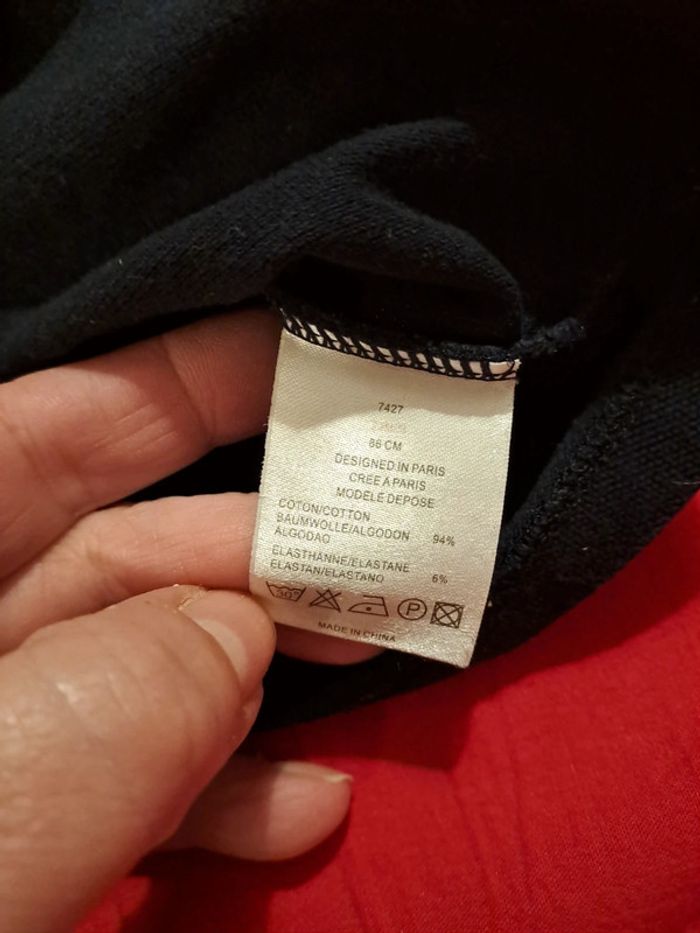 7427
86 CM
DESIGNED IN PARIS
CREE A PARIS
MODELE DEPOSE
COTON/COTTON
BAUMWOLLE/ALGODON 94%
ALGODAO
ELASTHANNE/ELASTANE
ELASTAN/ELASTANO 6%
30°
P
MADE IN CHINA